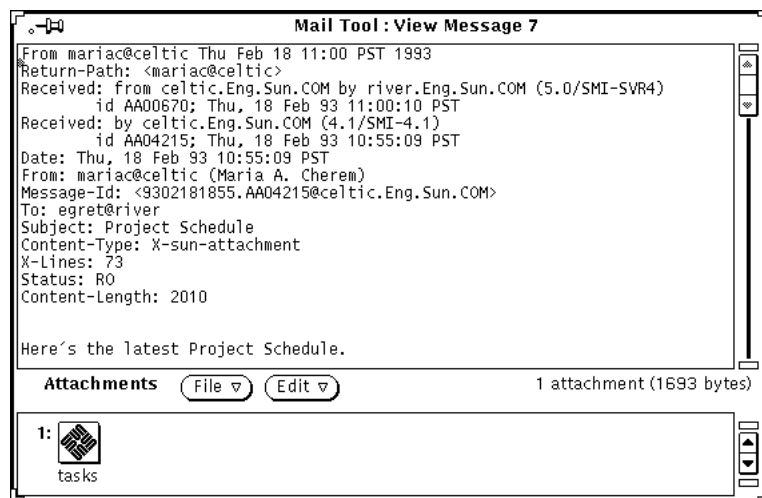 Mail Tool : View Message 7
From mariac@celtic Thu Feb 18 11:00 PST 1993
Return-Path: <mariac@celtic>
Received: from celtic.Eng.Sun.COM by river.Eng.Sun.COM (5.0/SMI-SVR4)
id AA00670; Thu, 18 Feb 93 11:00:10 PST
Received: by celtic.Eng.Sun.COM (4.1/SMI-4.1)
id AA04215; Thu, 18 Feb 93 10:55:09 PST
Date: Thu, 18 Feb 93 10:55:09 PST
From: mariac@celtic (Maria A. Cherem)
Message-Id: <9302181855.AA04215@celtic.Eng.Sun.COM>
To: egret@river
Subject: Project Schedule
Content-Type: X-sun-attachment
X-Lines: 73
Status: RO
Content-Length: 2010
Here´s the latest Project Schedule.
Attachments File Edit 1 attachment (1693 bytes)
1:
tasks